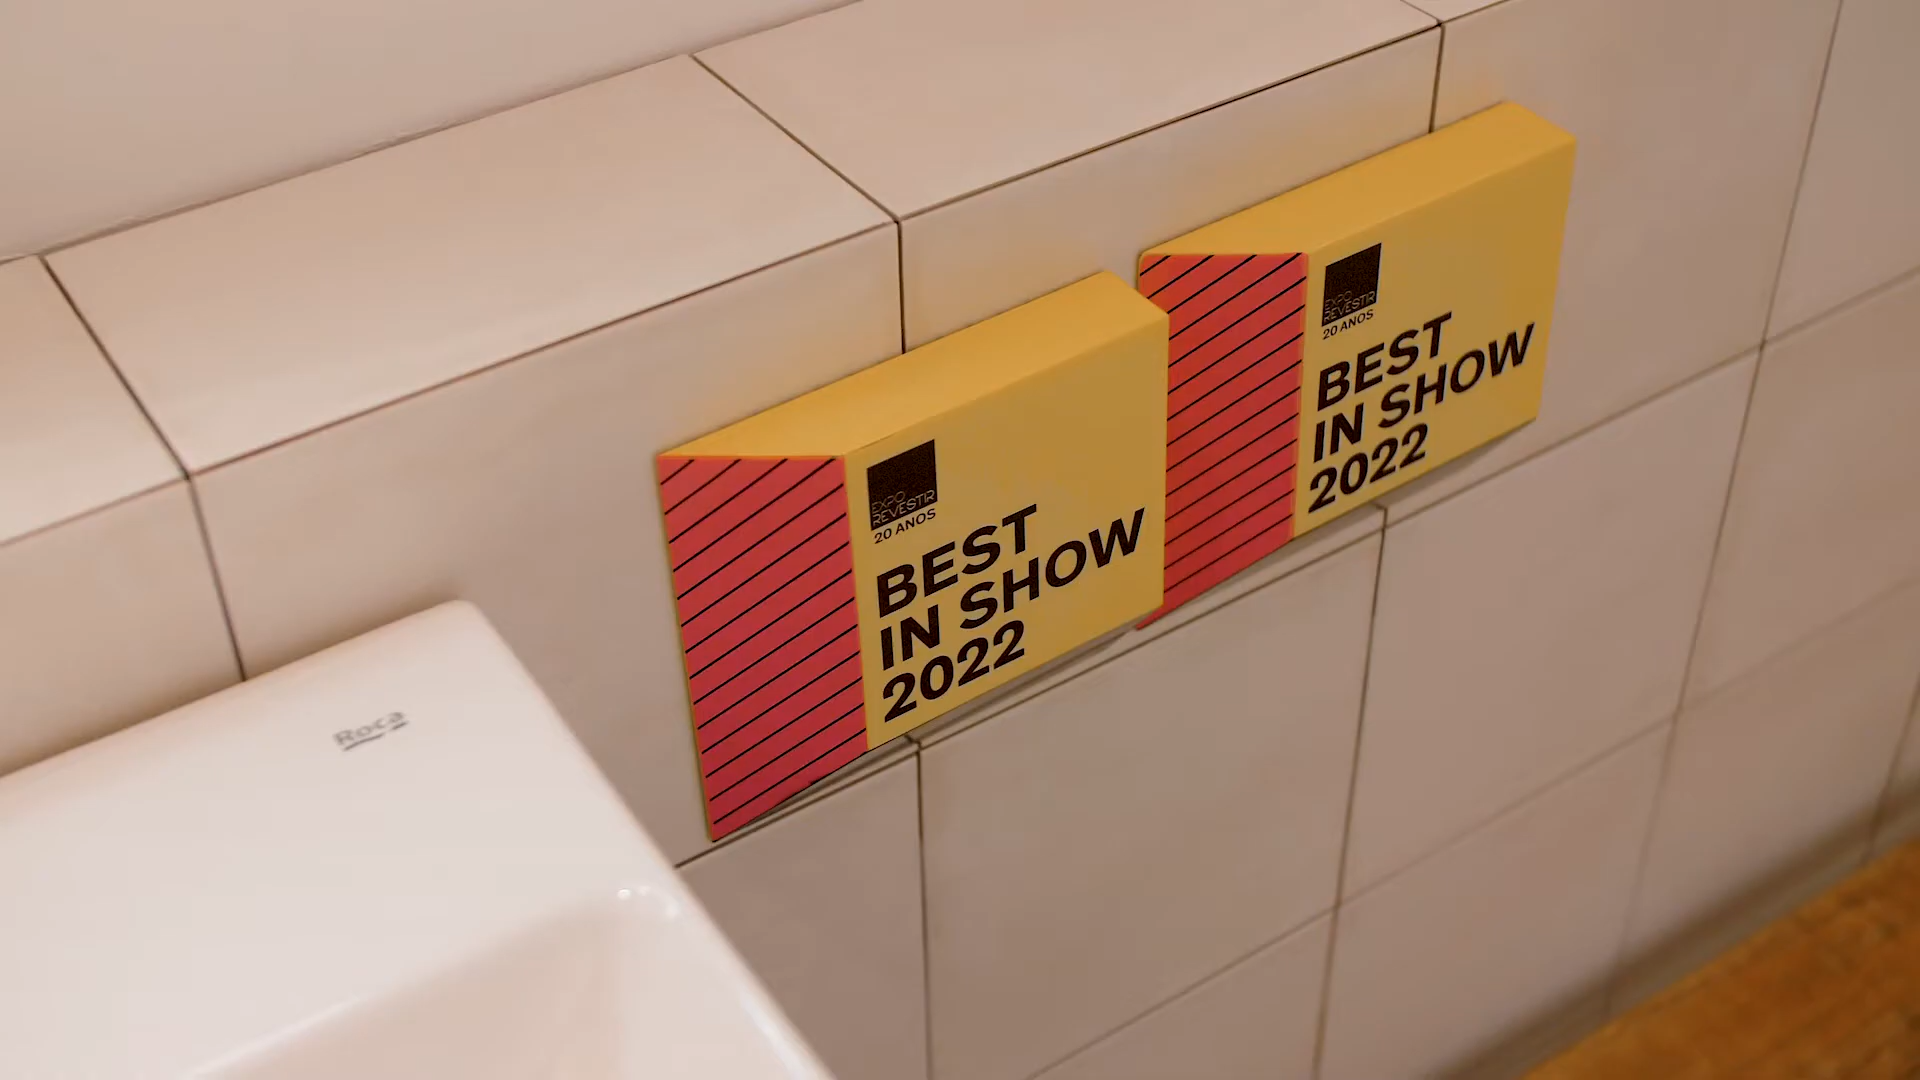 EXPO
REVESTIR
20 ANOS
BEST
IN SHOW
2022
EXPO
REVESTIR
20 ANOS
BEST
IN SHOW
2022
Roca